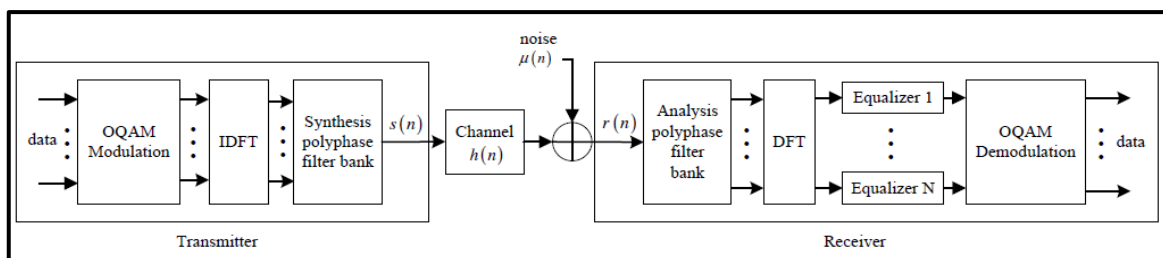 noise
μ(n)
data
OQAM
Modulation
IDFT
Synthesis
polyphase
filter bank
s(n)
Channel
h(n)
r(n)
Analysis
polyphase
filter
bank
DFT
Equalizer 1
Equalizer N
OQAM
Demodulation
data
Transmitter
Receiver